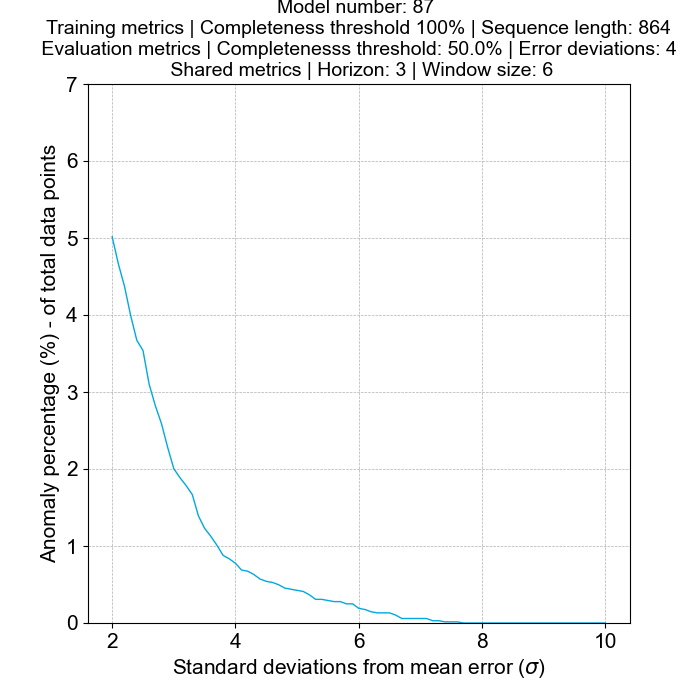 Model number: 87
Training metrics | Completeness threshold 100% | Sequence length: 864
Evaluation metrics | Completenesss threshold: 50.0% | Error deviations: 4
Shared metrics | Horizon: 3 | Window size: 6
7
6
5
4
3
2
1
0
Anomaly percentage (%) - of total data points
2 4 6 8 10
Standard deviations from mean error (σ)